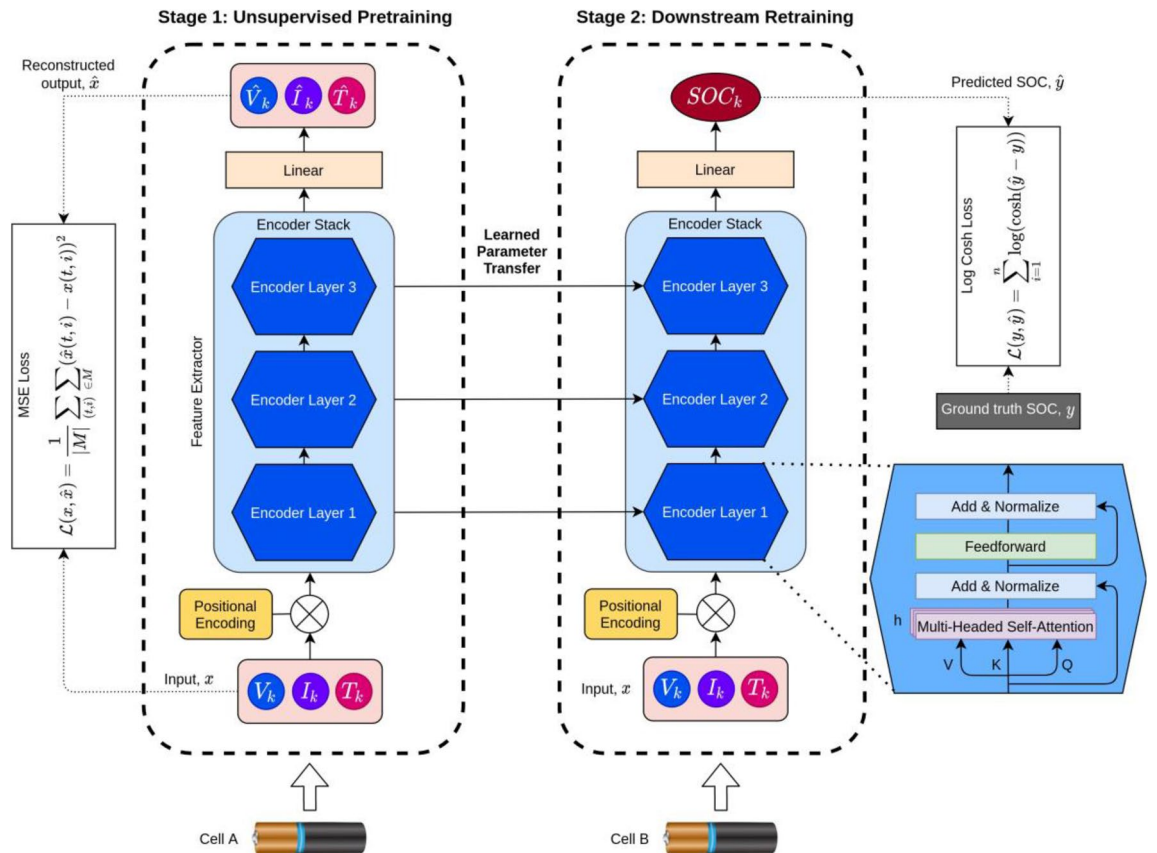 Stage 1: Unsupervised Pretraining
Stage 2: Downstream Retraining
Reconstructed
output, x̂
V̂ₖ Îₖ T̂ₖ
Linear
Encoder Stack
Encoder Layer 3
Encoder Layer 2
Encoder Layer 1
Feature Extractor
Positional
Encoding
Input, x
Vₖ Iₖ Tₖ
Cell A
MSE Loss
ℒ(x, x̂) = 1/|M| ∑ ∑_{(t,i) ∈M} (x̂(t, i) − x(t, i))²
Learned
Parameter
Transfer
SOCₖ
Linear
Encoder Stack
Encoder Layer 3
Encoder Layer 2
Encoder Layer 1
Positional
Encoding
Input, x
Vₖ Iₖ Tₖ
Cell B
Predicted SOC, ŷ
Log Cosh Loss
ℒ(y, ŷ) = ∑_{i=1}^{n} log(cosh(ŷ − y))
Ground truth SOC, y
Add & Normalize
Feedforward
Add & Normalize
h
Multi-Headed Self-Attention
V K Q